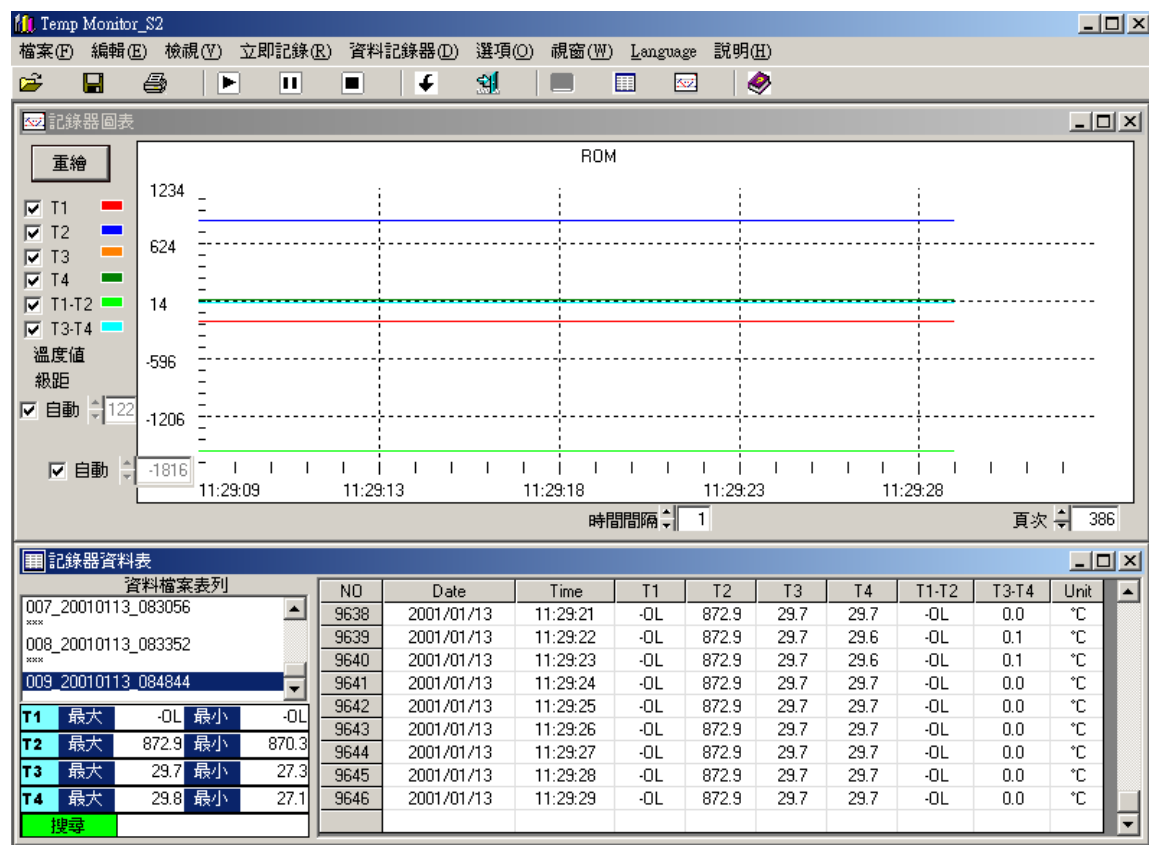 Temp Monitor_S2
檔案(F) 編輯(E) 檢視(V) 立即記錄(R) 資料記錄器(D) 選項(O) 視窗(W) Language 說明(H)
記錄器圖表
重繪
ROM
T1
T2
T3
T4
T1-T2
T3-T4
溫度值
級距
自動 122
自動 -1816
1234
624
14
-596
-1206
11:29:09 11:29:13 11:29:18 11:29:23 11:29:28
時間間隔 1 頁次 386
記錄器資料表
資料檔案表列
007_20010113_083056
***
008_20010113_083352
***
009_20010113_084844
T1 最大 -OL 最小 -OL
T2 最大 872.9 最小 870.3
T3 最大 29.7 最小 27.3
T4 最大 29.8 最小 27.1
搜尋
NO Date Time T1 T2 T3 T4 T1-T2 T3-T4 Unit
9638 2001/01/13 11:29:21 -OL 872.9 29.7 29.7 -OL 0.0 °C
9639 2001/01/13 11:29:22 -OL 872.9 29.7 29.6 -OL 0.1 °C
9640 2001/01/13 11:29:23 -OL 872.9 29.7 29.6 -OL 0.1 °C
9641 2001/01/13 11:29:24 -OL 872.9 29.7 29.7 -OL 0.0 °C
9642 2001/01/13 11:29:25 -OL 872.9 29.7 29.7 -OL 0.0 °C
9643 2001/01/13 11:29:26 -OL 872.9 29.7 29.7 -OL 0.0 °C
9644 2001/01/13 11:29:27 -OL 872.9 29.7 29.7 -OL 0.0 °C
9645 2001/01/13 11:29:28 -OL 872.9 29.7 29.7 -OL 0.0 °C
9646 2001/01/13 11:29:29 -OL 872.9 29.7 29.7 -OL 0.0 °C